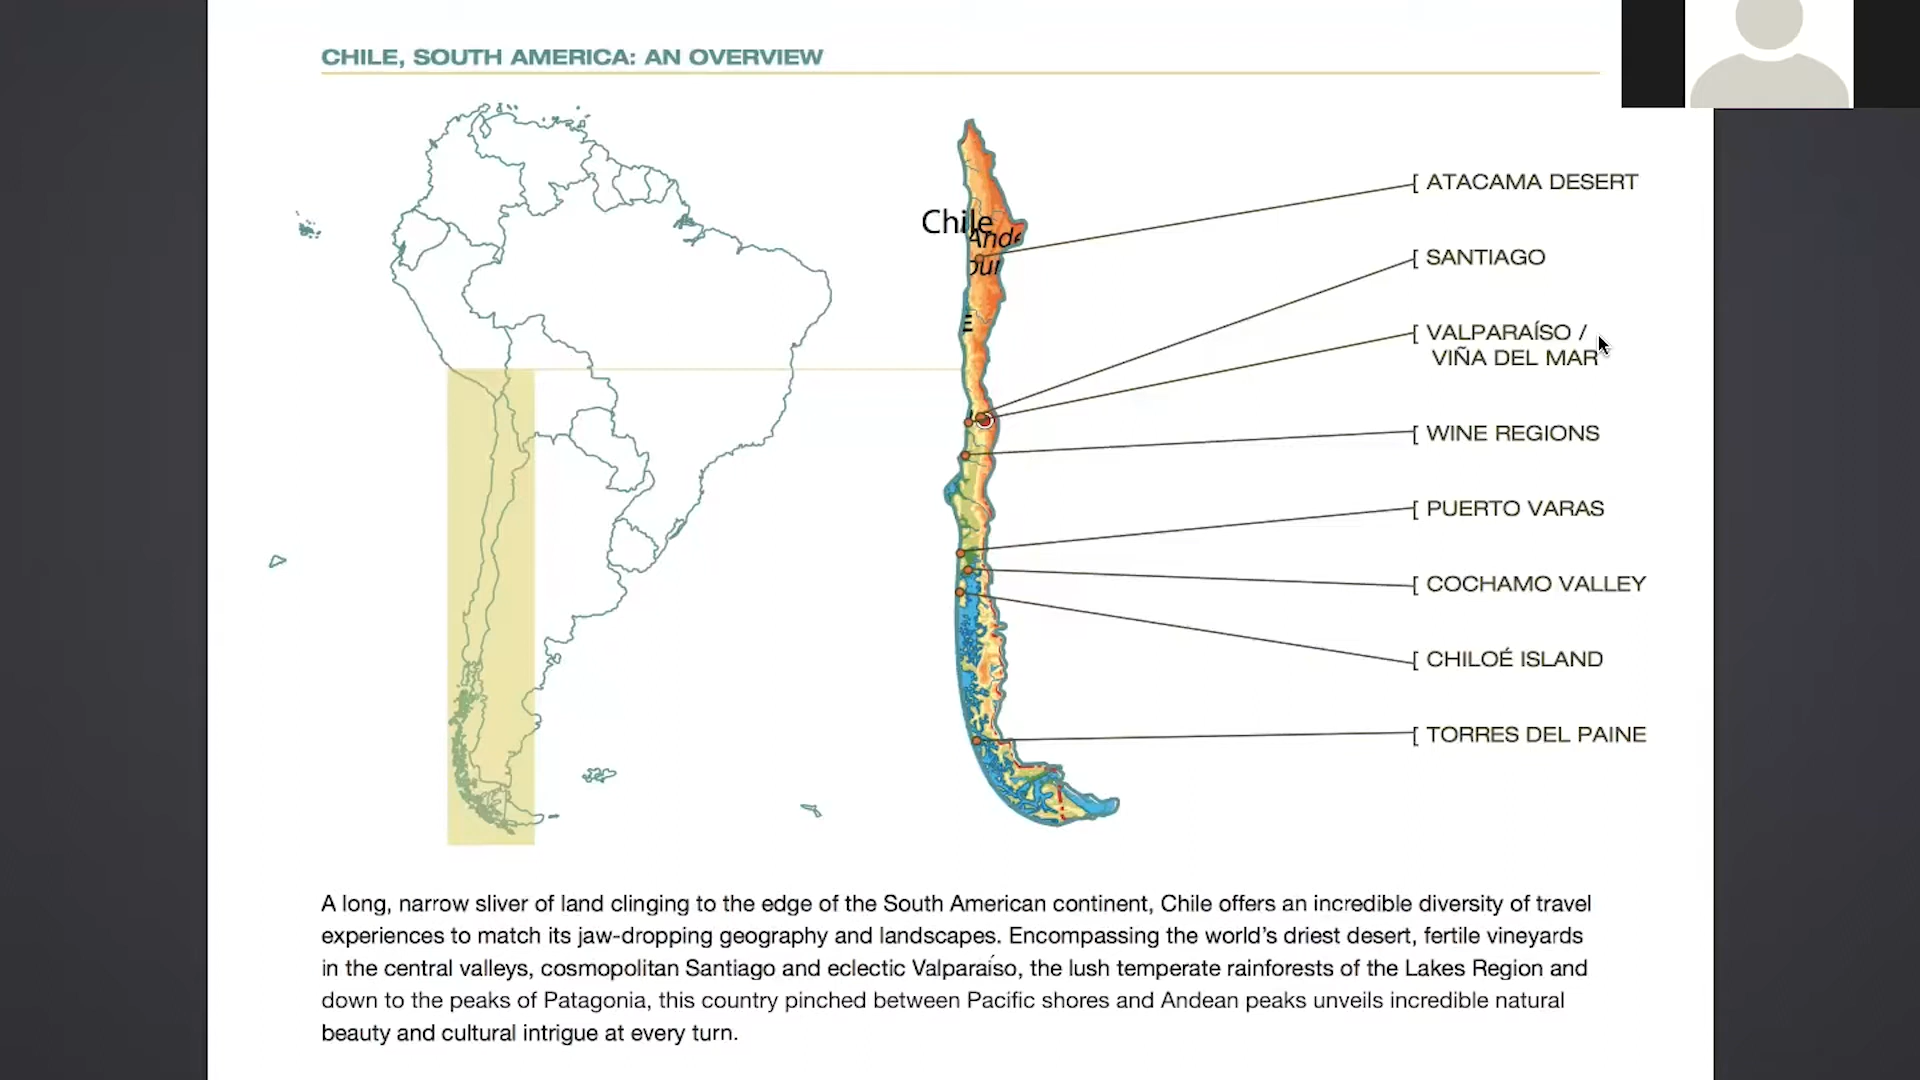 CHILE, SOUTH AMERICA: AN OVERVIEW
[ ATACAMA DESERT
Chile
Ande
[ SANTIAGO
E
[ VALPARAÍSO /
VIÑA DEL MAR
[ WINE REGIONS
[ PUERTO VARAS
[ COCHAMO VALLEY
[ CHILOÉ ISLAND
[ TORRES DEL PAINE
A long, narrow sliver of land clinging to the edge of the South American continent, Chile offers an incredible diversity of travel
experiences to match its jaw-dropping geography and landscapes. Encompassing the world’s driest desert, fertile vineyards
in the central valleys, cosmopolitan Santiago and eclectic Valparaíso, the lush temperate rainforests of the Lakes Region and
down to the peaks of Patagonia, this country pinched between Pacific shores and Andean peaks unveils incredible natural
beauty and cultural intrigue at every turn.